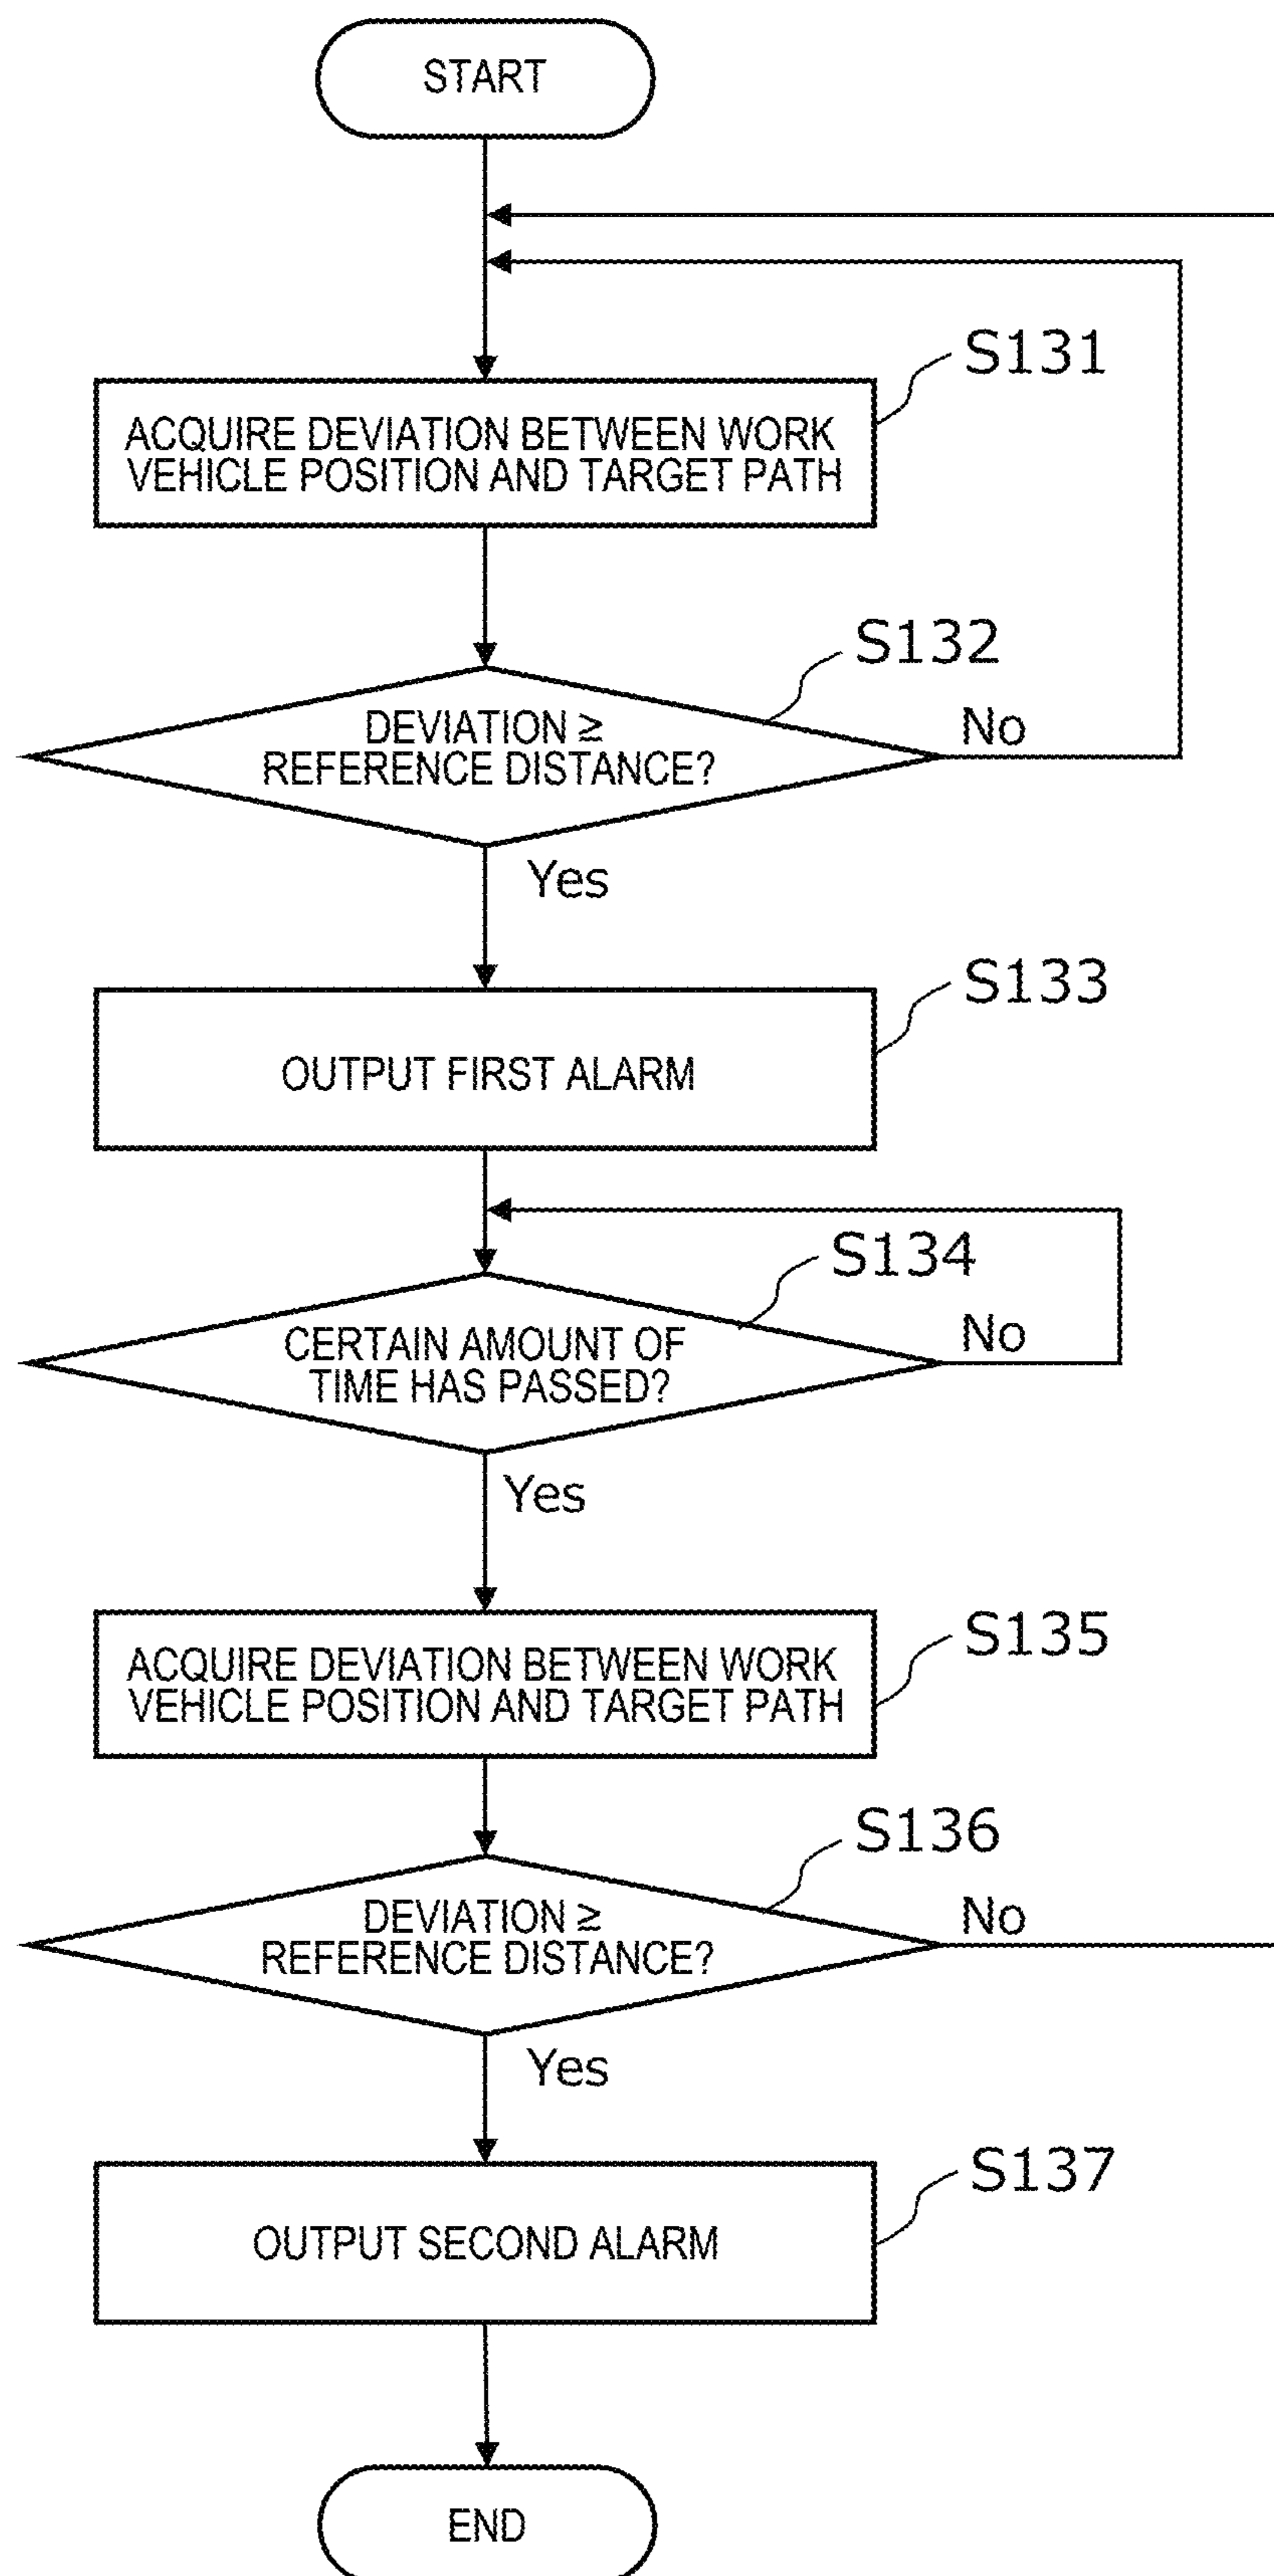 START
S131
ACQUIRE DEVIATION BETWEEN WORK
VEHICLE POSITION AND TARGET PATH
S132
DEVIATION ≥
REFERENCE DISTANCE?
No
Yes
S133
OUTPUT FIRST ALARM
S134
CERTAIN AMOUNT OF
TIME HAS PASSED?
No
Yes
S135
ACQUIRE DEVIATION BETWEEN WORK
VEHICLE POSITION AND TARGET PATH
S136
DEVIATION ≥
REFERENCE DISTANCE?
No
Yes
S137
OUTPUT SECOND ALARM
END